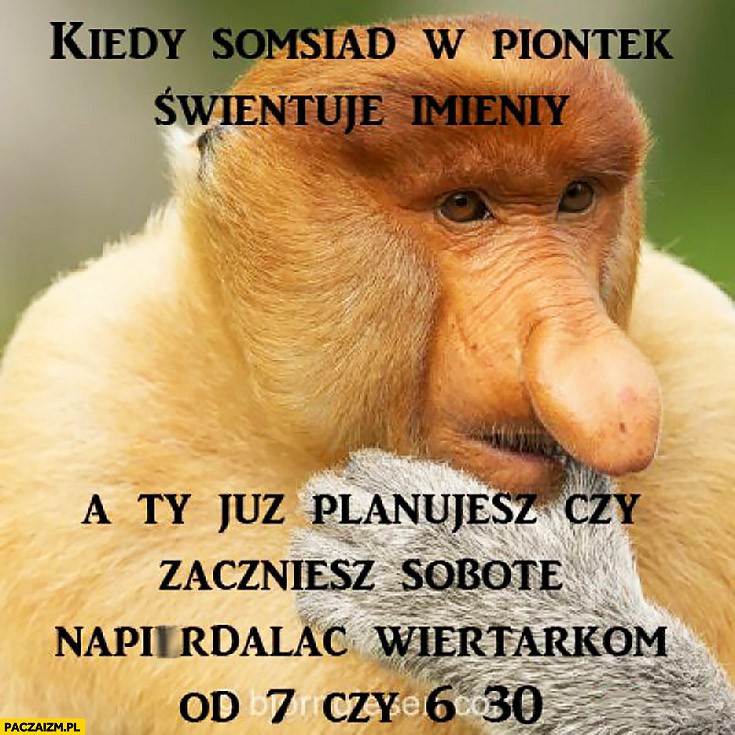 Kiedy somsiad w piontek
świentuje imieniy
a ty juz planujesz czy
zaczniesz sobote
napi rdalac wiertarkom
od 7 czy 6 30
PACZAIZM.PL